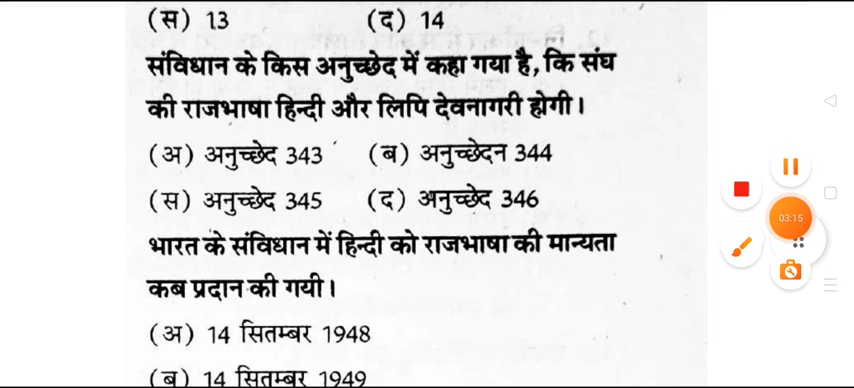 (स) 13 (द) 14
संविधान के किस अनुच्छेद में कहा गया है, कि संघ
की राजभाषा हिन्दी और लिपि देवनागरी होगी।
(अ) अनुच्छेद 343 (ब) अनुच्छेदन 344
(स) अनुच्छेद 345 (द) अनुच्छेद 346
भारत के संविधान में हिन्दी को राजभाषा की मान्यता
कब प्रदान की गयी।
(अ) 14 सितम्बर 1948
(ब) 14 सितम्बर 1949
03:15